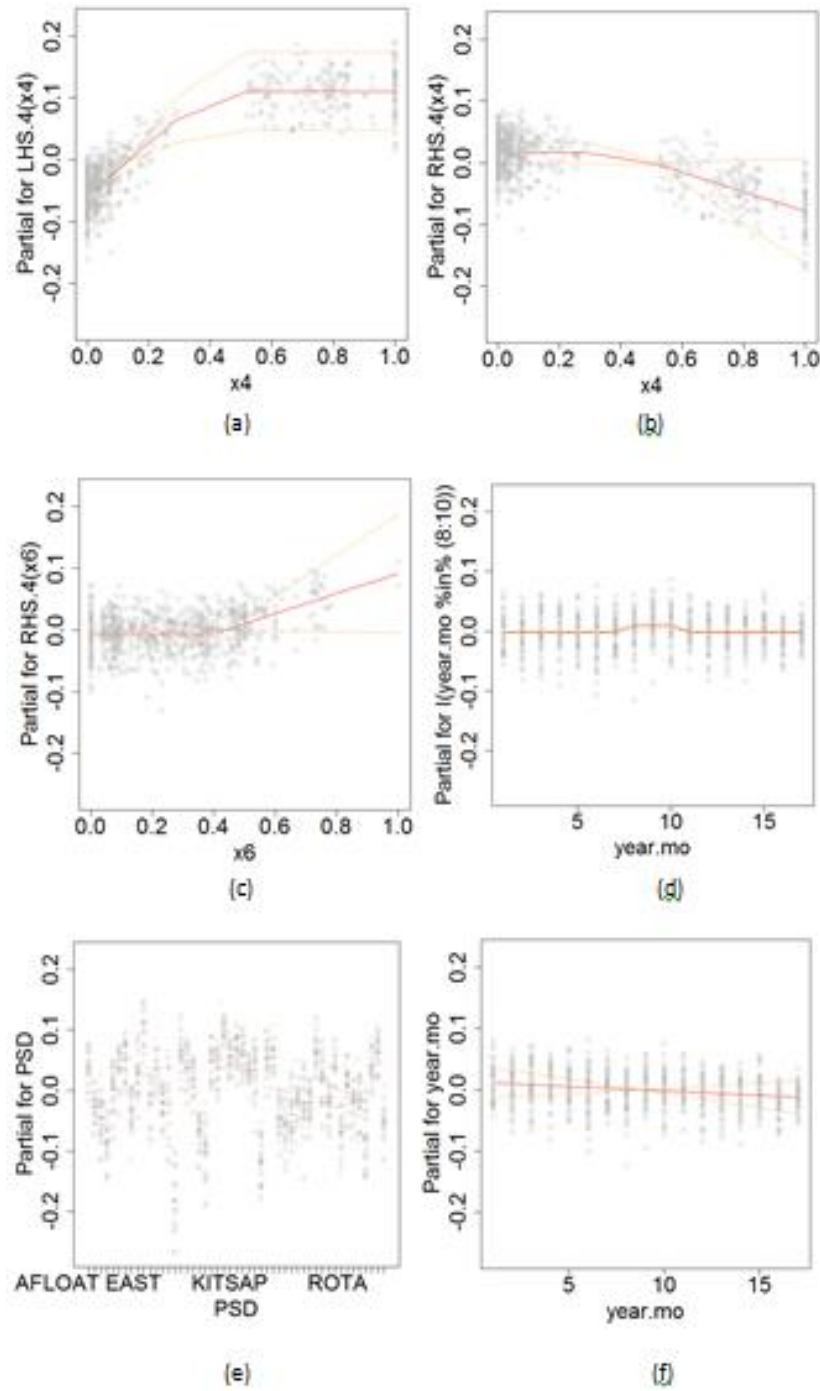 Partial for LHS.4(x4)
0.2
0.1
0.0
-0.1
-0.2
0.0 0.2 0.4 0.6 0.8 1.0
x4
(a)
Partial for RHS.4(x4)
0.2
0.1
0.0
-0.1
-0.2
0.0 0.2 0.4 0.6 0.8 1.0
x4
(b)
Partial for RHS.4(x6)
0.2
0.1
0.0
-0.1
-0.2
0.0 0.2 0.4 0.6 0.8 1.0
x6
(c)
Partial for I(year.mo %in% (8:10))
0.2
0.1
0.0
-0.1
-0.2
5 10 15
year.mo
(d)
Partial for PSD
0.2
0.1
0.0
-0.1
-0.2
AFLOAT EAST KITSAP ROTA
PSD
(e)
Partial for year.mo
0.2
0.1
0.0
-0.1
-0.2
5 10 15
year.mo
(f)